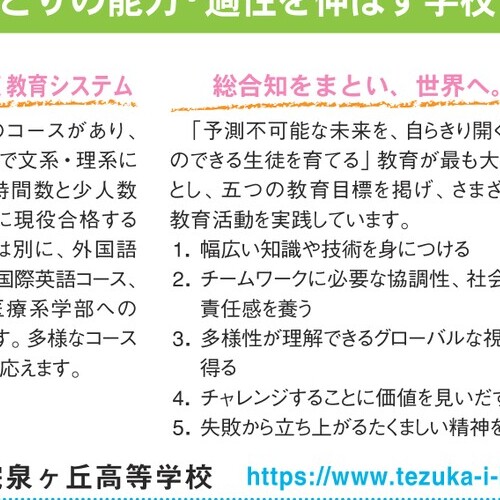 とりの能力・適性を伸ばす学校
教育システム
のコースがあり、
で文系・理系に
時間数と少人数
に現役合格する
は別に、外国語
国際英語コース、
医療系学部への
す。多様なコース
応えます。
総合知をまとい、世界へ。
「予測不可能な未来を、自らきり開く
のできる生徒を育てる」教育が最も大
とし、五つの教育目標を掲げ、さまざ
教育活動を実践しています。
1. 幅広い知識や技術を身につける
2. チームワークに必要な協調性、社会
責任感を養う
3. 多様性が理解できるグローバルな視
得る
4. チャレンジすることに価値を見いだす
5. 失敗から立ち上がるたくましい精神を
院泉ヶ丘高等学校
https://www.tezuka-i-